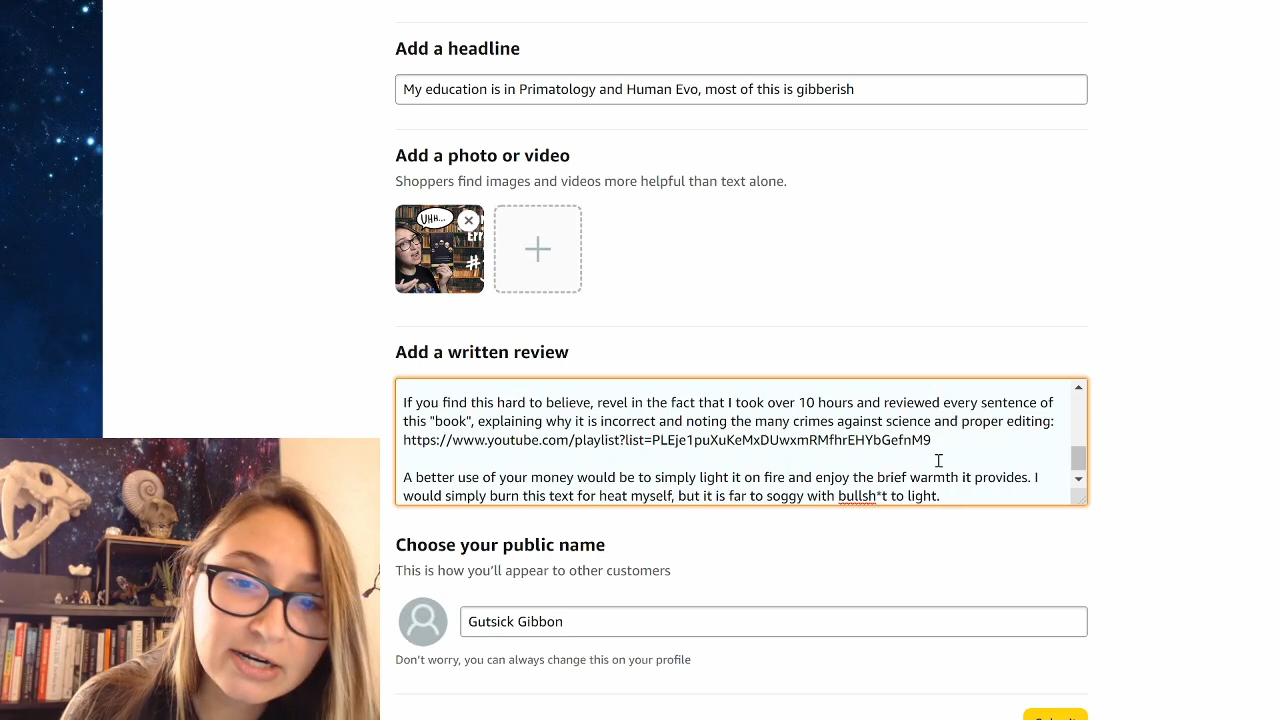 Add a headline
My education is in Primatology and Human Evo, most of this is gibberish
Add a photo or video
Shoppers find images and videos more helpful than text alone.
UHH...
#
Add a written review
If you find this hard to believe, revel in the fact that I took over 10 hours and reviewed every sentence of
this "book", explaining why it is incorrect and noting the many crimes against science and proper editing:
https://www.youtube.com/playlist?list=PLEje1puXuKeMxDUwxmRMfhrEHYbGefnM9
A better use of your money would be to simply light it on fire and enjoy the brief warmth it provides. I
would simply burn this text for heat myself, but it is far to soggy with bullsh*t to light.
Choose your public name
This is how you'll appear to other customers
Gutsick Gibbon
Don't worry, you can always change this on your profile